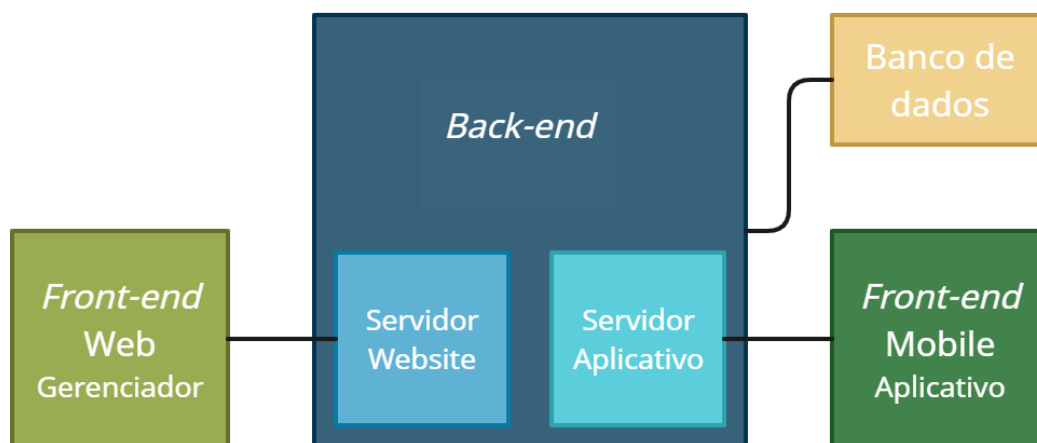 Back-end
Banco de
dados
Front-end
Web
Gerenciador
Servidor
Website
Servidor
Aplicativo
Front-end
Mobile
Aplicativo